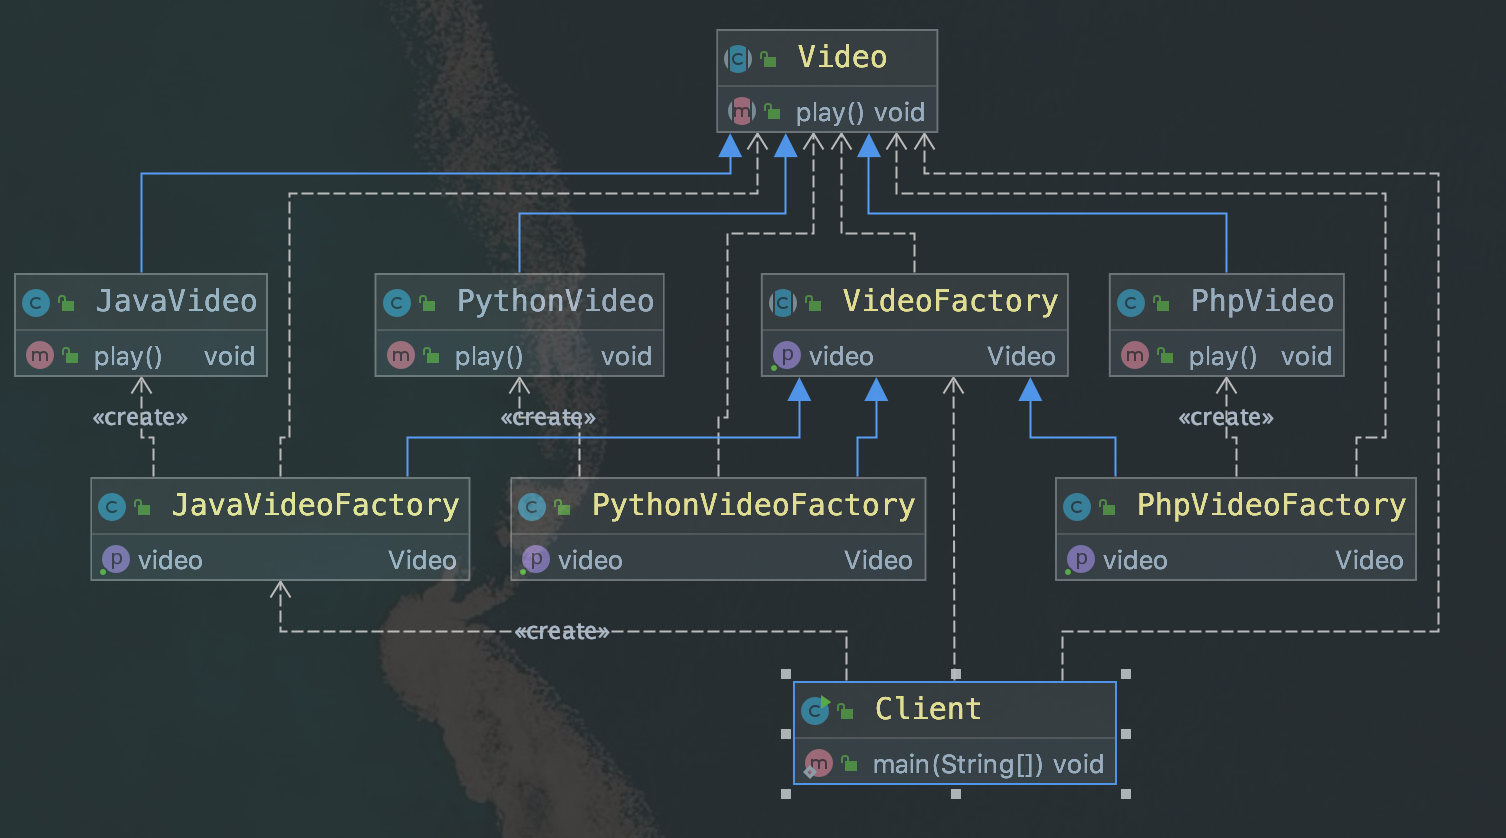 Video
play() void
JavaVideo
play() void
PythonVideo
play() void
VideoFactory
video Video
PhpVideo
play() void
«create»
«create»
«create»
JavaVideoFactory
video Video
PythonVideoFactory
video Video
PhpVideoFactory
video Video
«create»
Client
main(String[]) void